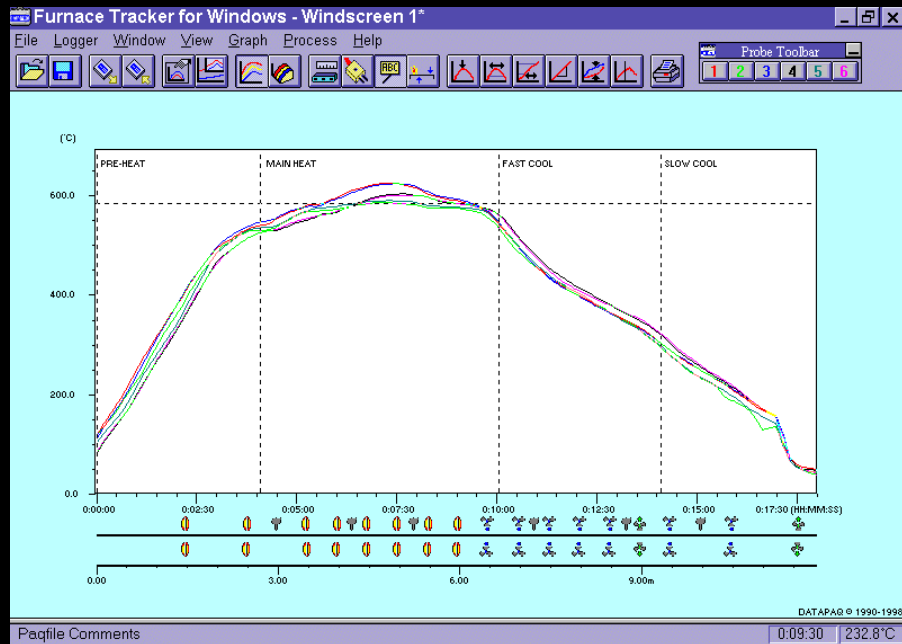 Furnace Tracker for Windows - Windscreen 1*
File Logger Window View Graph Process Help
ABC
Probe Toolbar
1 2 3 4 5 6
(°C)
PRE-HEAT MAIN HEAT FAST COOL SLOW COOL
600.0
400.0
200.0
0.0
0:00:00 0:02:30 0:05:00 0:07:30 0:10:00 0:12:30 0:15:00 0:17:30 (HH:MM:SS)
0.00 3.00 6.00 9.00m
DATAPAQ © 1990-1998
Paqfile Comments 0:09:30 232.8°C